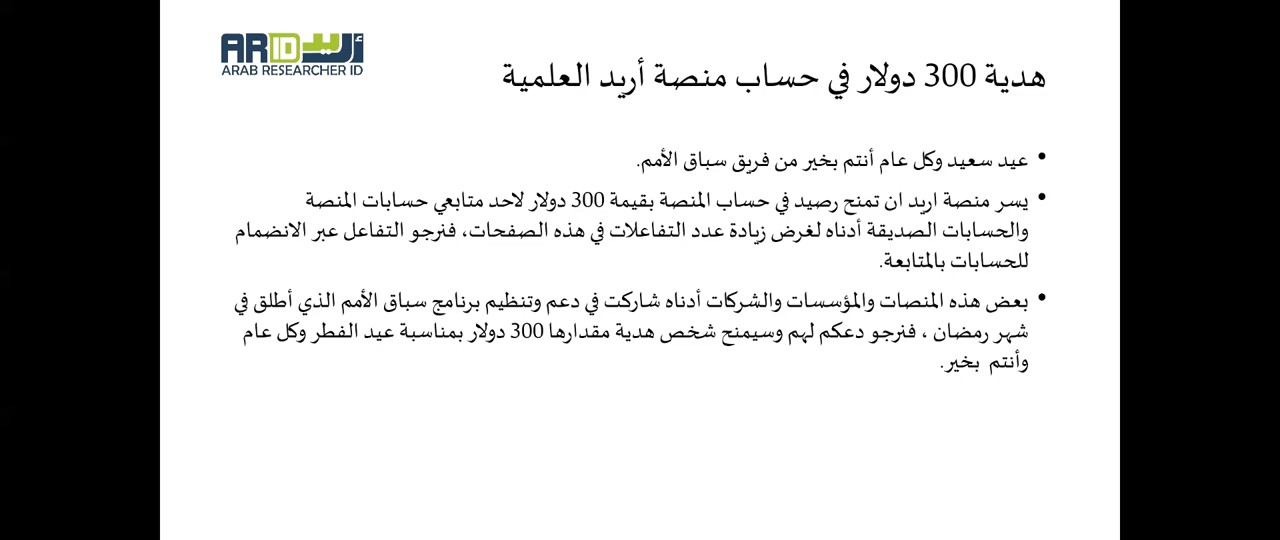 ARID أريد
ARAB RESEARCHER ID
هدية 300 دولار في حساب منصة أريد العلمية
• عيد سعيد وكل عام أنتم بخير من فريق سباق الأمم.
• يسر منصة اريد ان تمنح رصيد في حساب المنصة بقيمة 300 دولار لاحد متابعي حسابات المنصة
والحسابات الصديقة أدناه لغرض زيادة عدد التفاعلات في هذه الصفحات، فنرجو التفاعل عبر الانضمام
للحسابات بالمتابعة.
• بعض هذه المنصات والمؤسسات والشركات أدناه شاركت في دعم وتنظيم برنامج سباق الأمم الذي أطلق في
شهر رمضان ، فنرجو دعكم لهم وسيمنح شخص هدية مقدارها 300 دولار بمناسبة عيد الفطر وكل عام
وأنتم بخير.